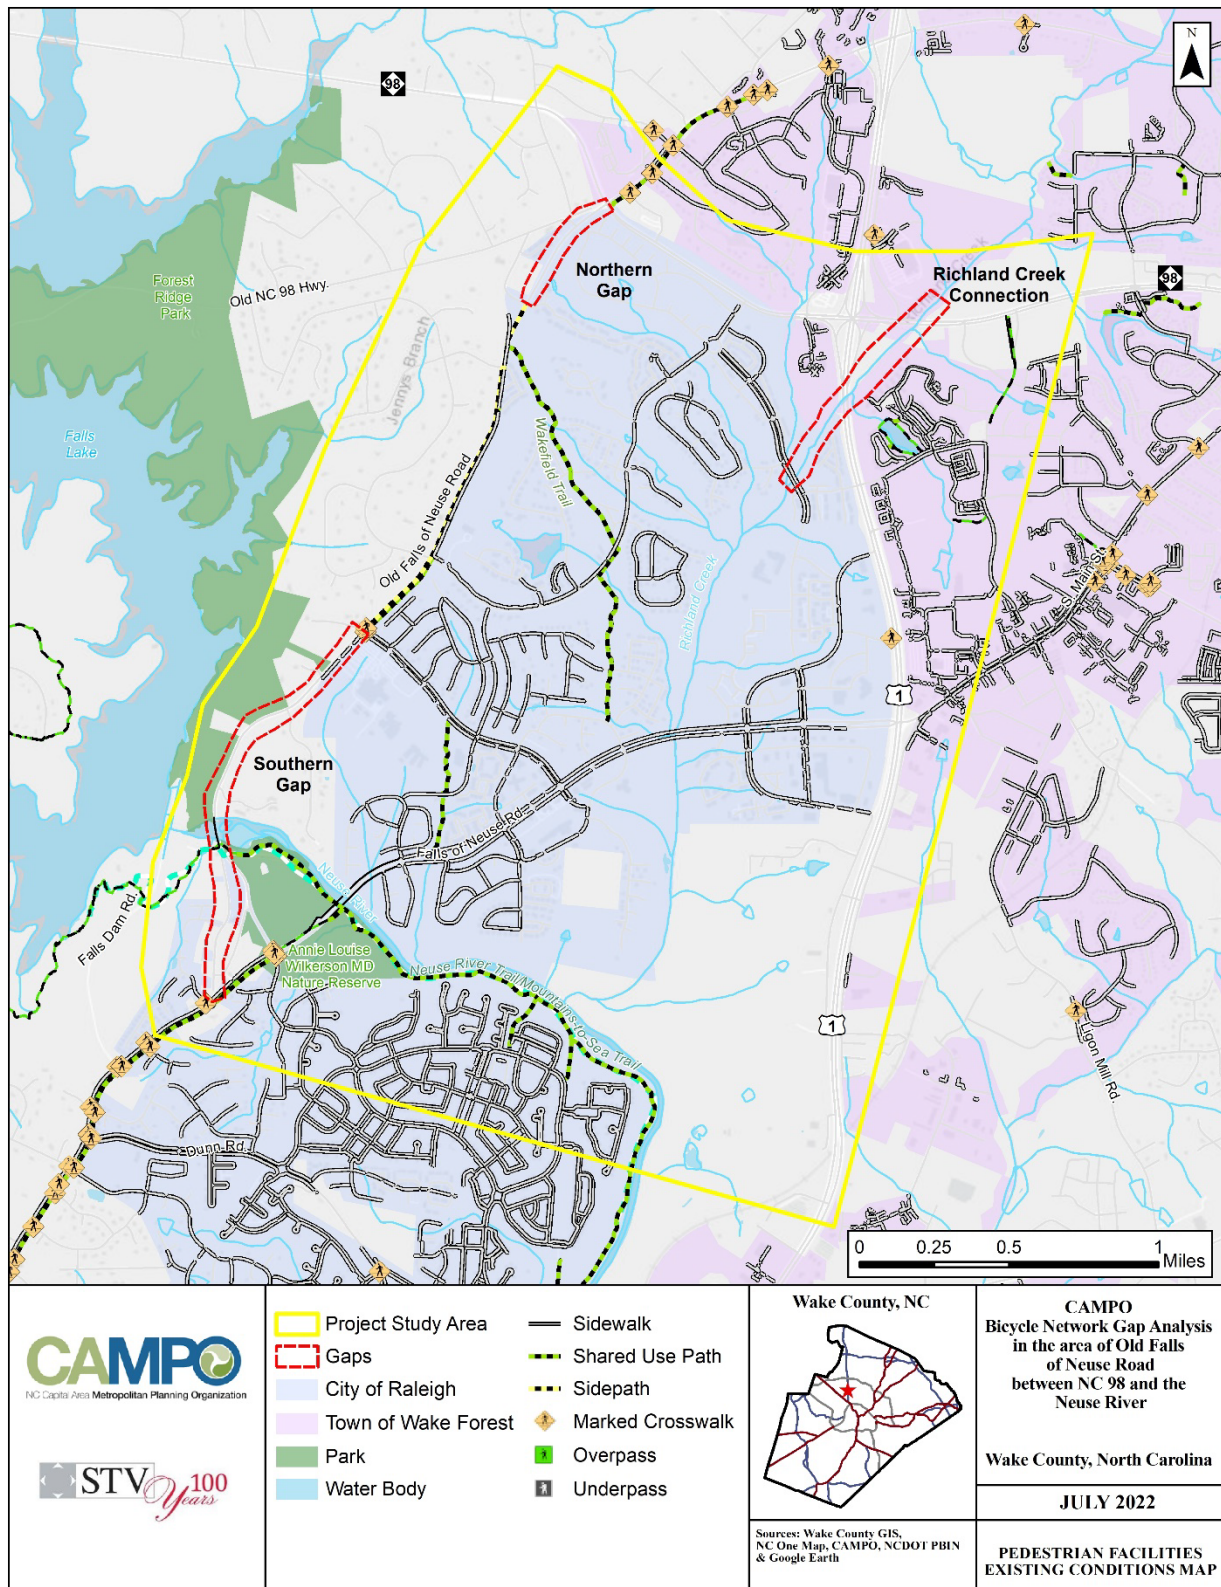 N
98
Northern
Gap
Richland Creek
Connection
98
Forest
Ridge
Park
Old NC 98 Hwy.
Jennys Branch
Falls
Lake
Wakefield Trail
Old Falls of Neuse Road
Richland Creek
S. Main St.
1
Southern
Gap
Falls of Neuse Rd.
Neuse River
Falls Dam Rd.
Annie Louise
Wilkerson MD
Nature Reserve
Neuse River Trail/Mountains-to-Sea Trail
1
Ligon Mill Rd.
Dunn Rd.
0 0.25 0.5 1
Miles
CAMPO
NC Capital Area Metropolitan Planning Organization
STV 100
Years
Project Study Area
Gaps
City of Raleigh
Town of Wake Forest
Park
Water Body
Sidewalk
Shared Use Path
Sidepath
Marked Crosswalk
Overpass
Underpass
Wake County, NC
Sources: Wake County GIS,
NC One Map, CAMPO, NCDOT PBIN
& Google Earth
CAMPO
Bicycle Network Gap Analysis
in the area of Old Falls
of Neuse Road
between NC 98 and the
Neuse River
Wake County, North Carolina
JULY 2022
PEDESTRIAN FACILITIES
EXISTING CONDITIONS MAP